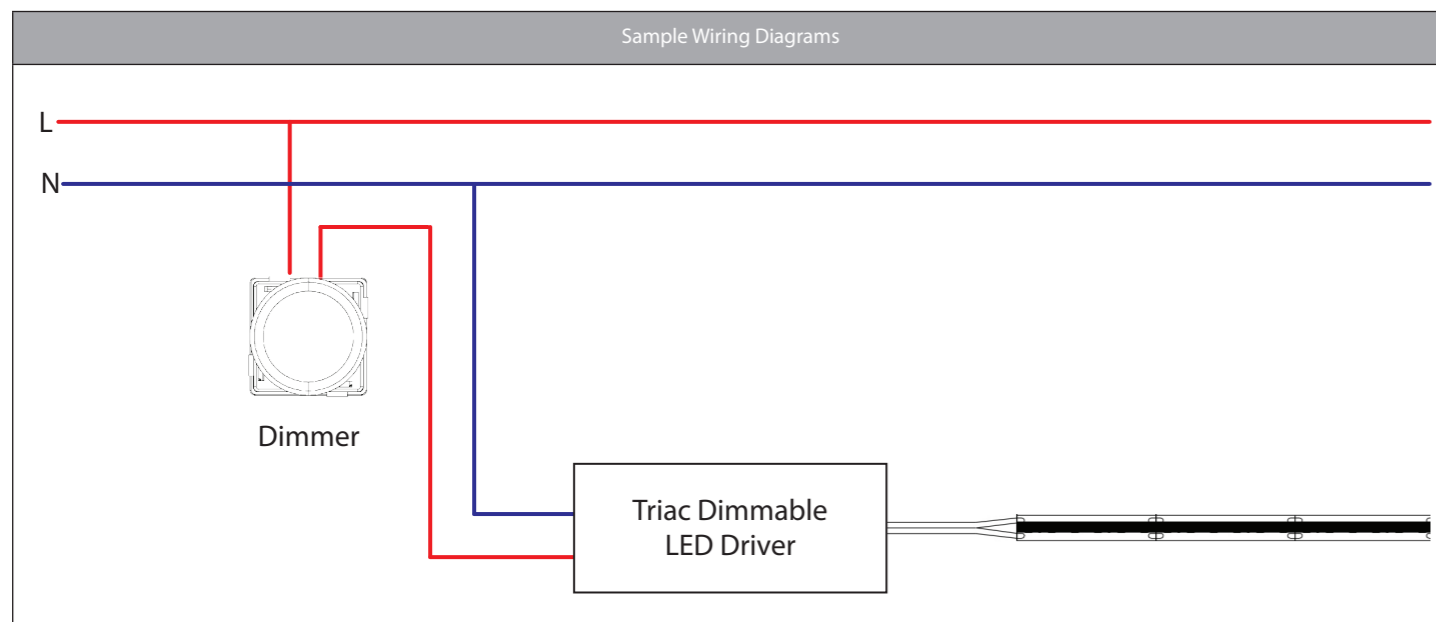 Sample Wiring Diagrams
L
N
Dimmer
Triac Dimmable
LED Driver